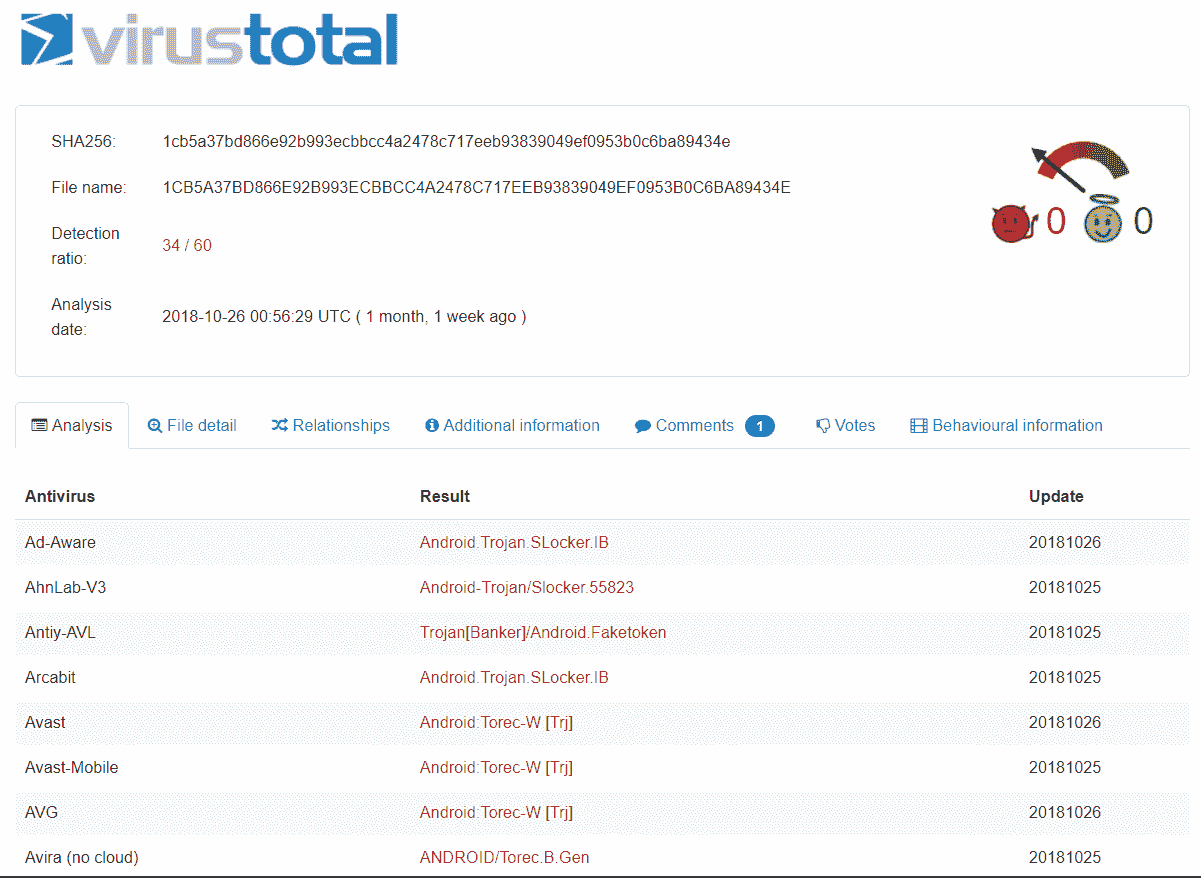 virustotal
SHA256: 1cb5a37bd866e92b993ecbbcc4a2478c717eeb93839049ef0953b0c6ba89434e
File name: 1CB5A37BD866E92B993ECBBCC4A2478C717EEB93839049EF0953B0C6BA89434E
0 0
Detection
ratio:
34 / 60
Analysis
date:
2018-10-26 00:56:29 UTC ( 1 month, 1 week ago )
Analysis File detail Relationships Additional information Comments 1 Votes Behavioural information
Antivirus Result Update
Ad-Aware Android.Trojan.SLocker.IB 20181026
AhnLab-V3 Android-Trojan/Slocker.55823 20181025
Antiy-AVL Trojan[Banker]/Android.Faketoken 20181025
Arcabit Android.Trojan.SLocker.IB 20181025
Avast Android:Torec-W [Trj] 20181026
Avast-Mobile Android:Torec-W [Trj] 20181025
AVG Android:Torec-W [Trj] 20181026
Avira (no cloud) ANDROID/Torec.B.Gen 20181025